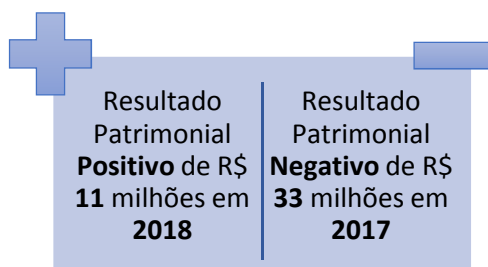 Resultado
Patrimonial
Positivo de R$
11 milhões em
2018
Resultado
Patrimonial
Negativo de R$
33 milhões em
2017